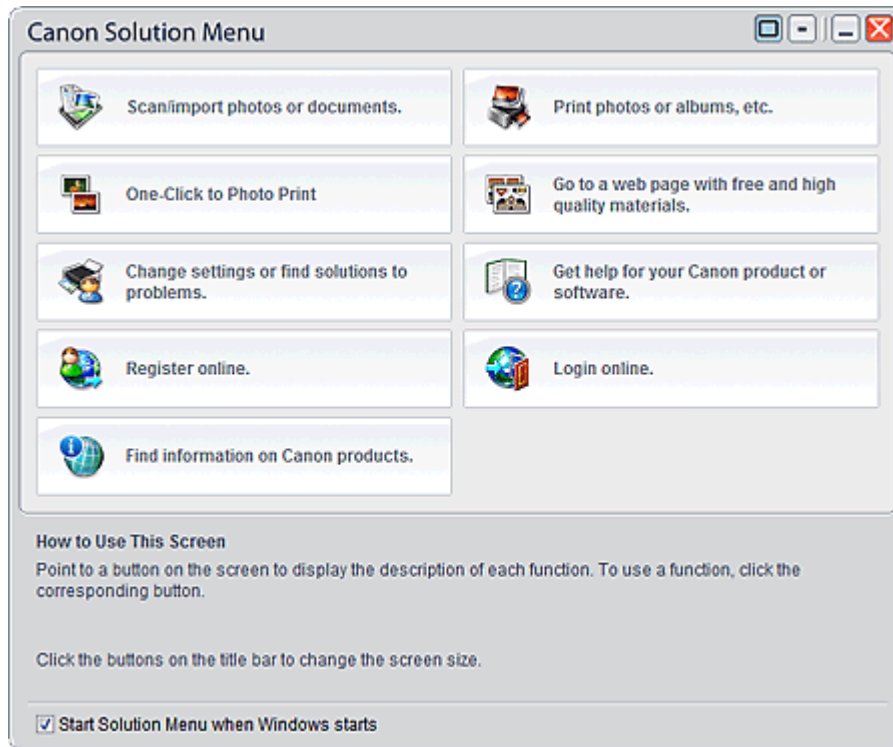 Canon Solution Menu
Scan/import photos or documents.
Print photos or albums, etc.
One-Click to Photo Print
Go to a web page with free and high
quality materials.
Change settings or find solutions to
problems.
Get help for your Canon product or
software.
Register online.
Login online.
Find information on Canon products.
How to Use This Screen
Point to a button on the screen to display the description of each function. To use a function, click the
corresponding button.
Click the buttons on the title bar to change the screen size.
Start Solution Menu when Windows starts